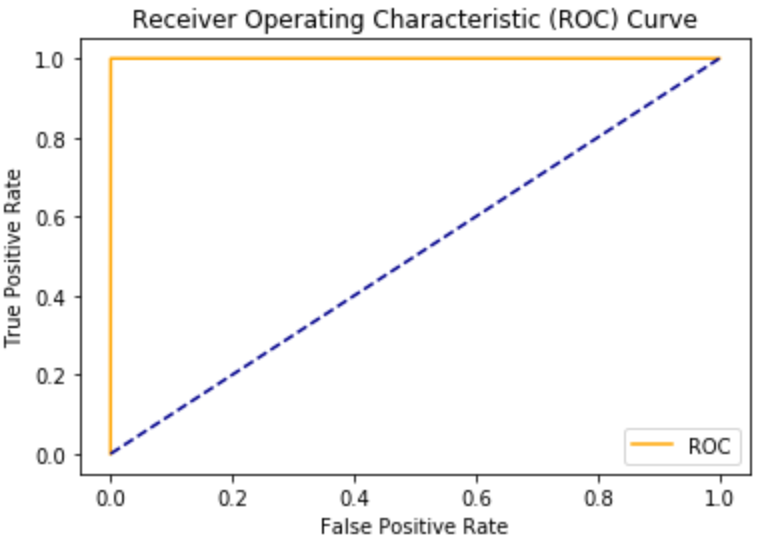 Receiver Operating Characteristic (ROC) Curve
1.0
0.8
0.6
0.4
0.2
0.0
True Positive Rate
ROC
0.0 0.2 0.4 0.6 0.8 1.0
False Positive Rate